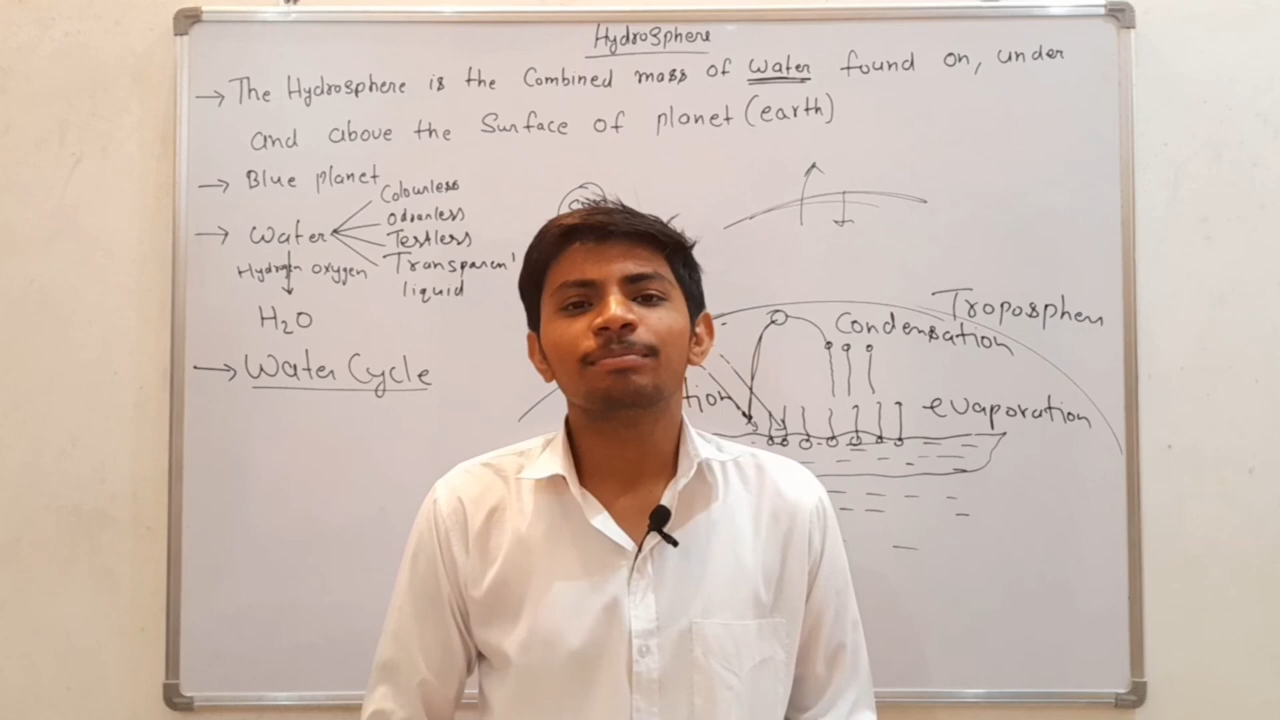 Hydrosphere
→ The Hydrosphere is the Combined mass of water found on, under
and above the Surface of planet (earth)
→ Blue planet
Colourless
Odourless
→ Water
Testless
Transparent
liquid
Hydrogen oxygen
H₂O
→ Water Cycle
Troposphere
Condensation
evaporation